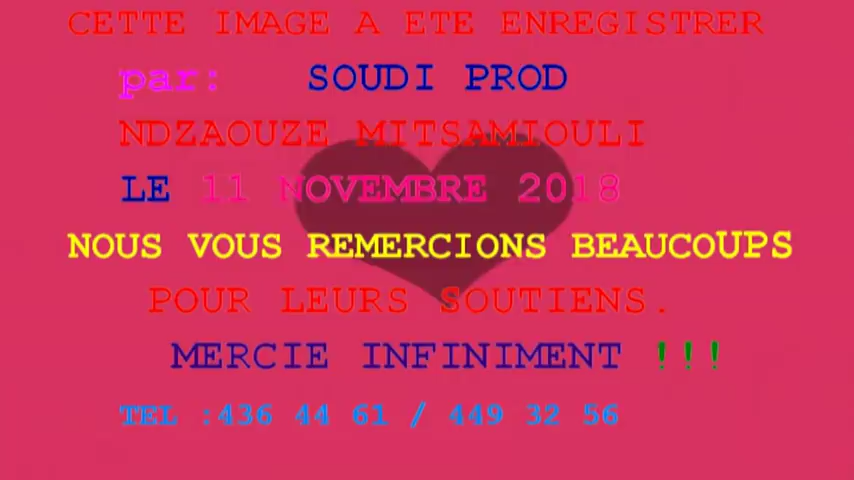 CETTE IMAGE A ETE ENREGISTRER
par: SOUDI PROD
NDZAOUZE MITSAMIOULI
LE 11 NOVEMBRE 2018
NOUS VOUS REMERCIONS BEAUCOUPS
POUR LEURS SOUTIENS.
MERCIE INFINIMENT !!!
TEL :436 44 61 / 449 32 56